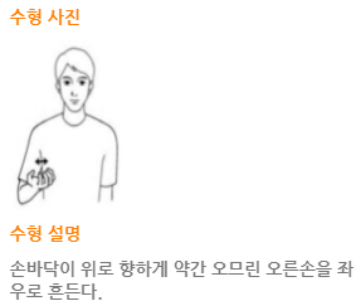 수형 사진
수형 설명
손바닥이 위로 향하게 약간 오므린 오른손을 좌
우로 흔든다.